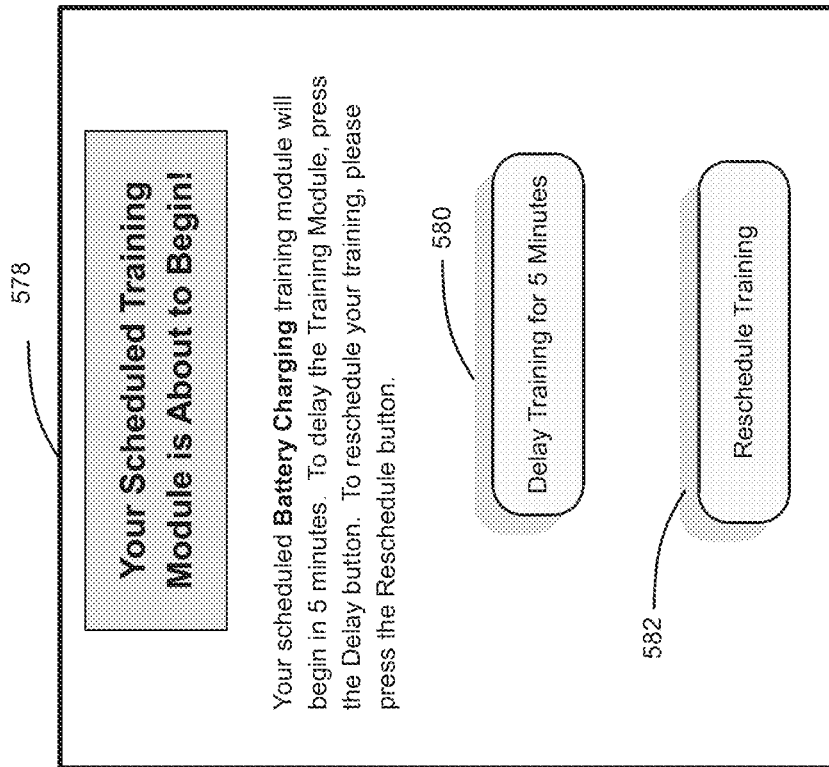 578
Your Scheduled Training
Module is About to Begin!
Your scheduled Battery Charging training module will
begin in 5 minutes. To delay the Training Module, press
the Delay button. To reschedule your training, please
press the Reschedule button.
580
Delay Training for 5 Minutes
582
Reschedule Training